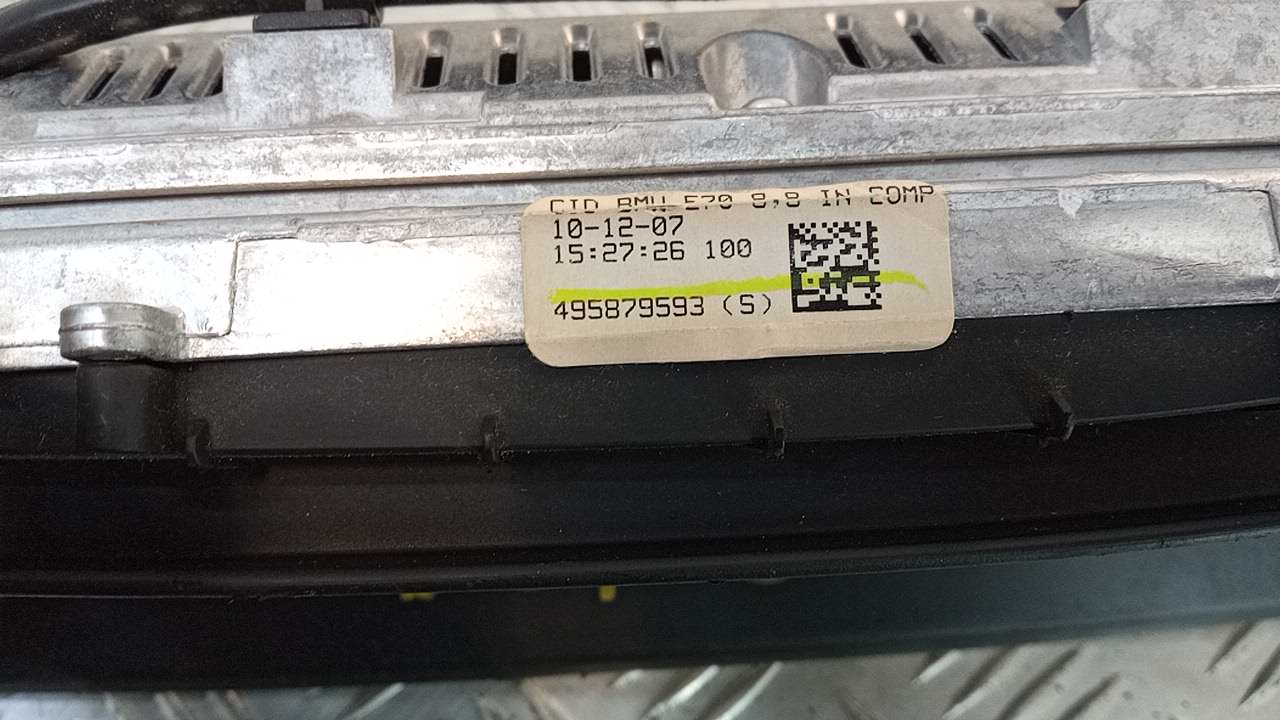 CID BMW E70 8,8 IN COMP
10-12-07
15:27:26 100
495879593 (S)